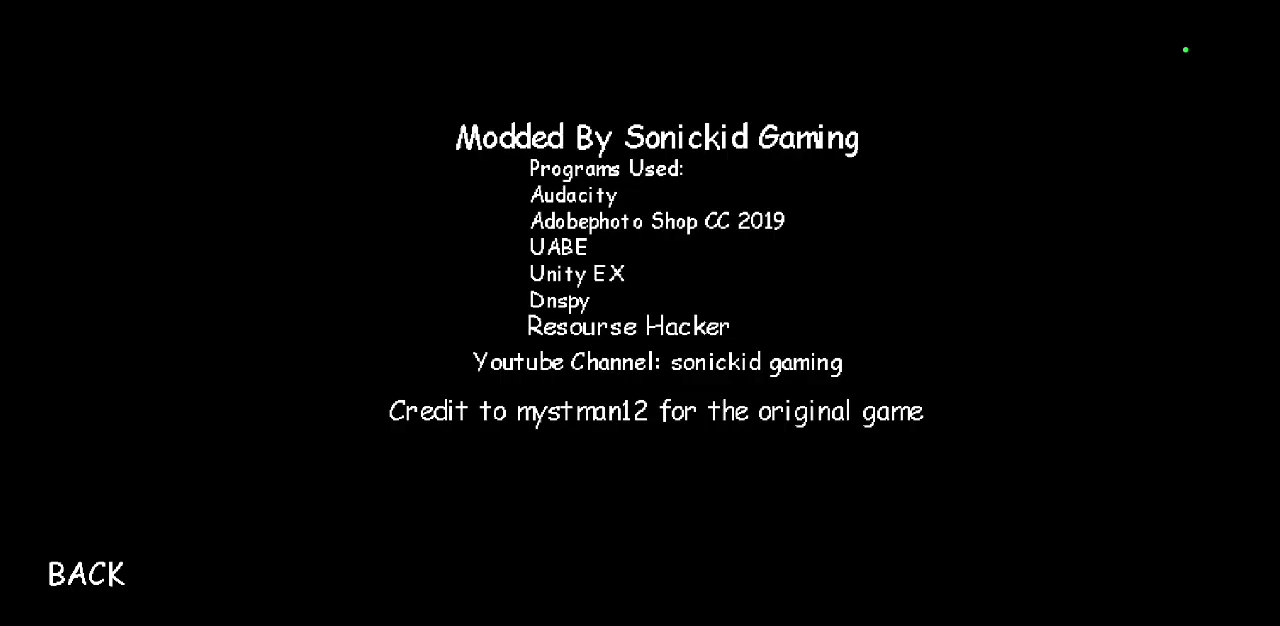 Modded By Sonickid Gaming
Programs Used:
Audacity
Adobephoto Shop CC 2019
UABE
Unity EX
Dnspy
Resourse Hacker
Youtube Channel: sonickid gaming
Credit to mystman12 for the original game
BACK